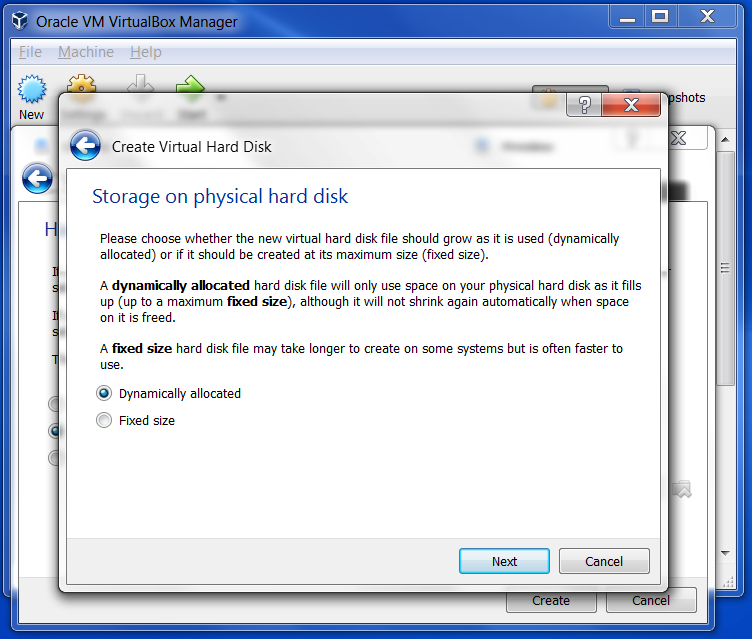 Oracle VM VirtualBox Manager
File Machine Help
New
pshots
Create Virtual Hard Disk
Storage on physical hard disk
Please choose whether the new virtual hard disk file should grow as it is used (dynamically
allocated) or if it should be created at its maximum size (fixed size).
A dynamically allocated hard disk file will only use space on your physical hard disk as it fills
up (up to a maximum fixed size), although it will not shrink again automatically when space
on it is freed.
A fixed size hard disk file may take longer to create on some systems but is often faster to
use.
Dynamically allocated
Fixed size
Next Cancel
Create Cancel